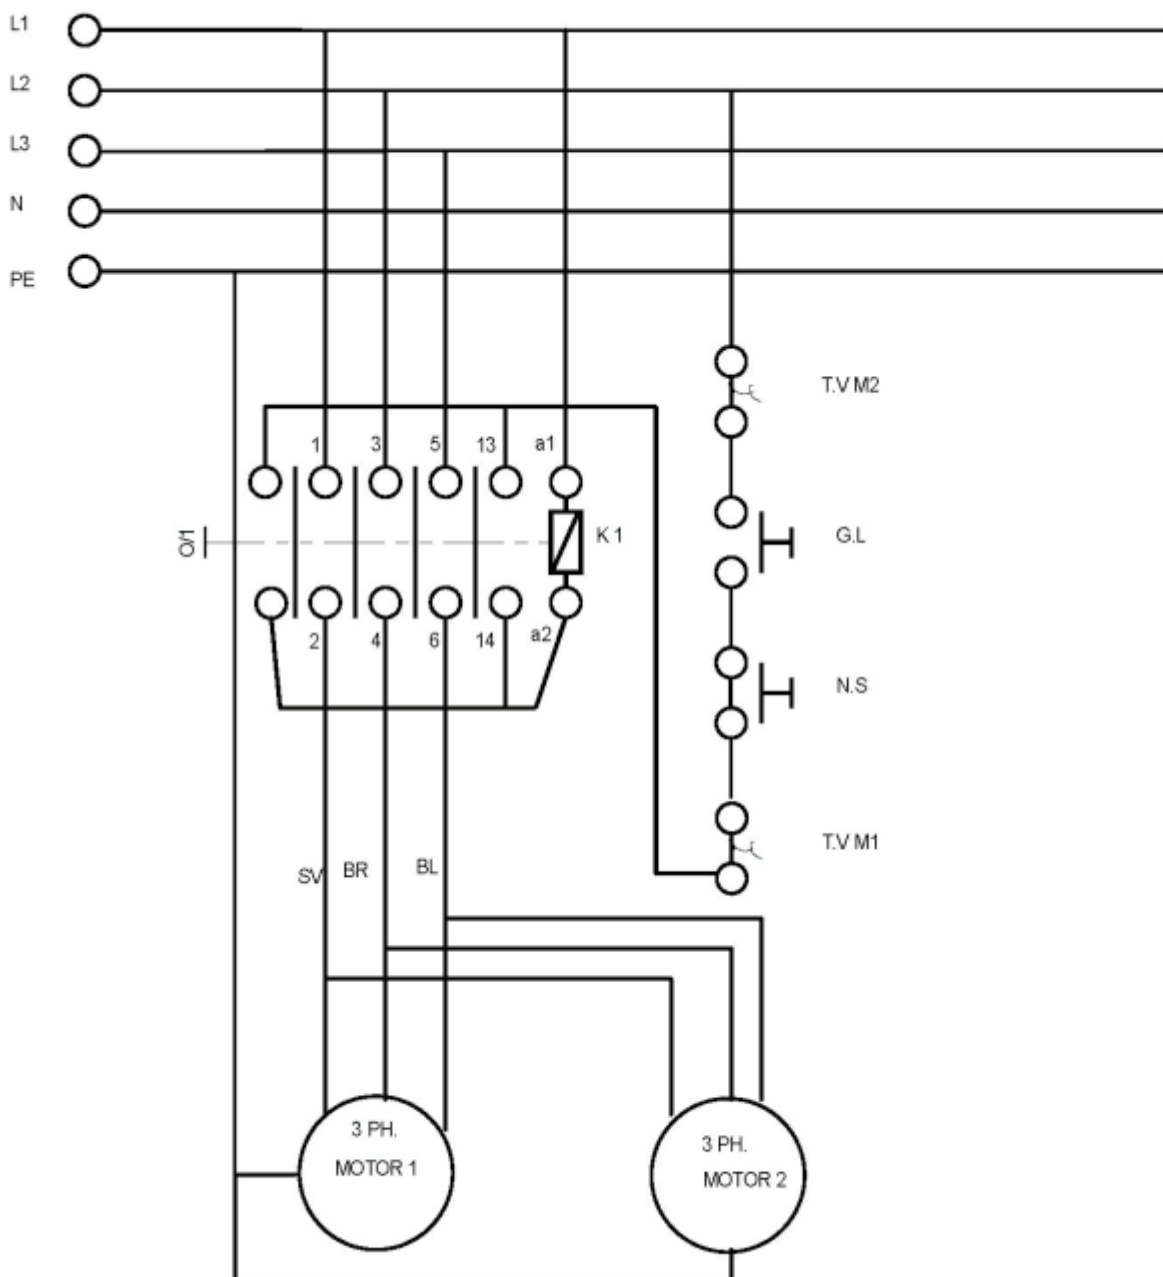 L1
L2
L3
N
PE
T.V M2
1 3 5 13 a1
O/1
K 1
G.L
2 4 6 14 a2
N.S
T.V M1
SV BR BL
3 PH.
MOTOR 1
3 PH.
MOTOR 2